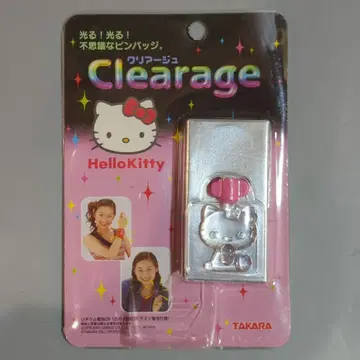 光る!光る!
不思議なピンバッジ。
クリアージュ
Clearage
HelloKitty
TAKARA